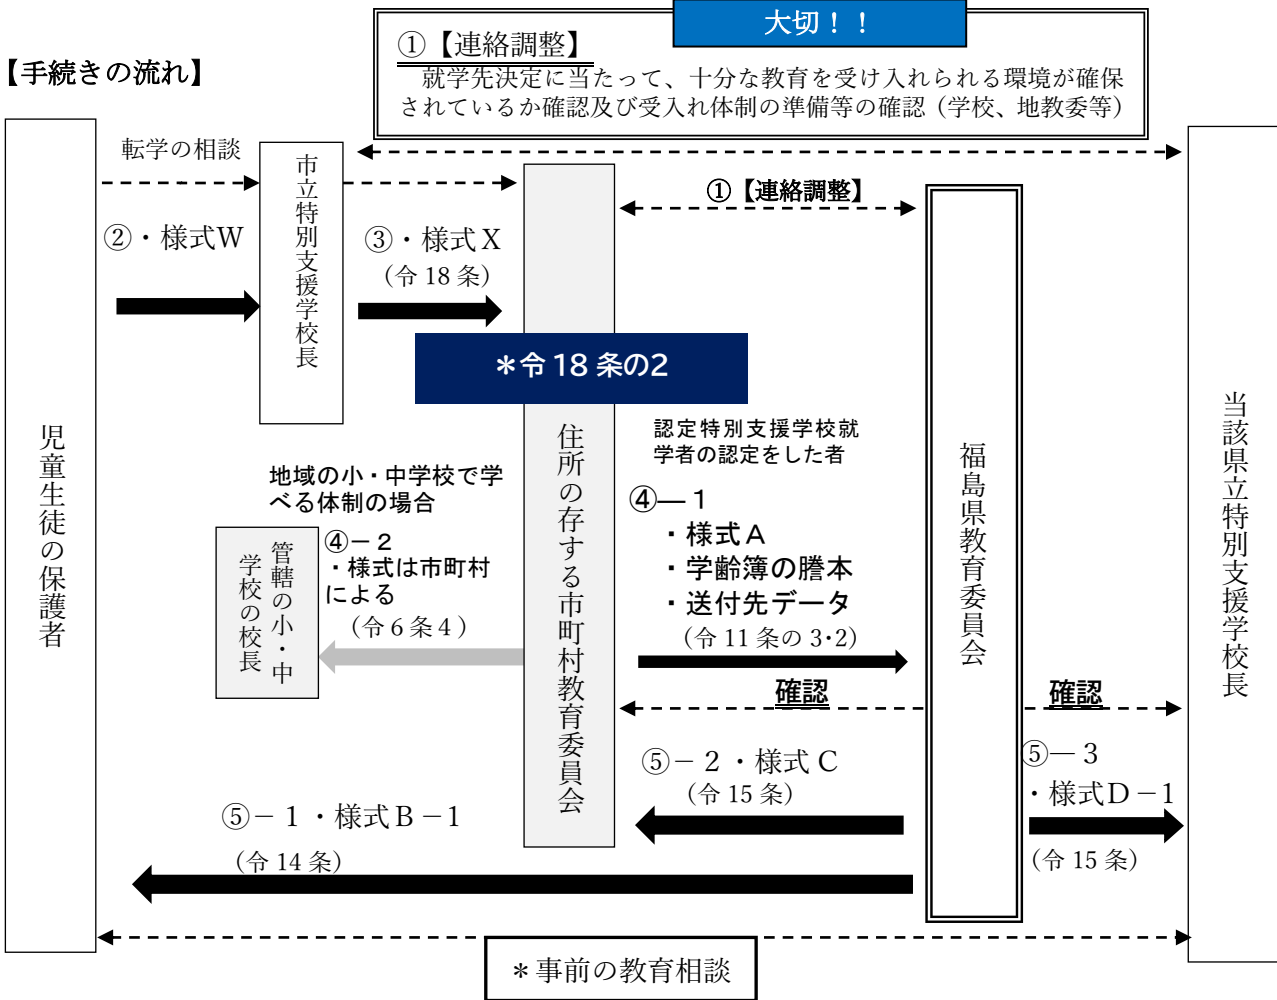 大切！！
①【連絡調整】
就学先決定に当たって、十分な教育を受け入れられる環境が確保
されているか確認及び受入れ体制の準備等の確認（学校、地教委等）
【手続きの流れ】
転学の相談
①【連絡調整】
②・様式W
③・様式X
（令 18 条）
市立特別支援学校長
＊令 18 条の2
児童生徒の保護者
住所の存する市町村教育委員会
福島県教育委員会
当該県立特別支援学校長
認定特別支援学校就
学者の認定をした者
地域の小・中学校で学
べる体制の場合
④－2
・様式は市町村
による
（令 6 条 4 ）
管轄の小・中
学校の校長
④―１
・様式Ａ
・学齢簿の謄本
・送付先データ
（令 11 条の 3･2）
確認
確認
⑤－２・様式 C
（令 15 条）
⑤―３
・様式D－1
（令 15 条）
⑤－１・様式Ｂ－1
（令 14 条）
＊事前の教育相談